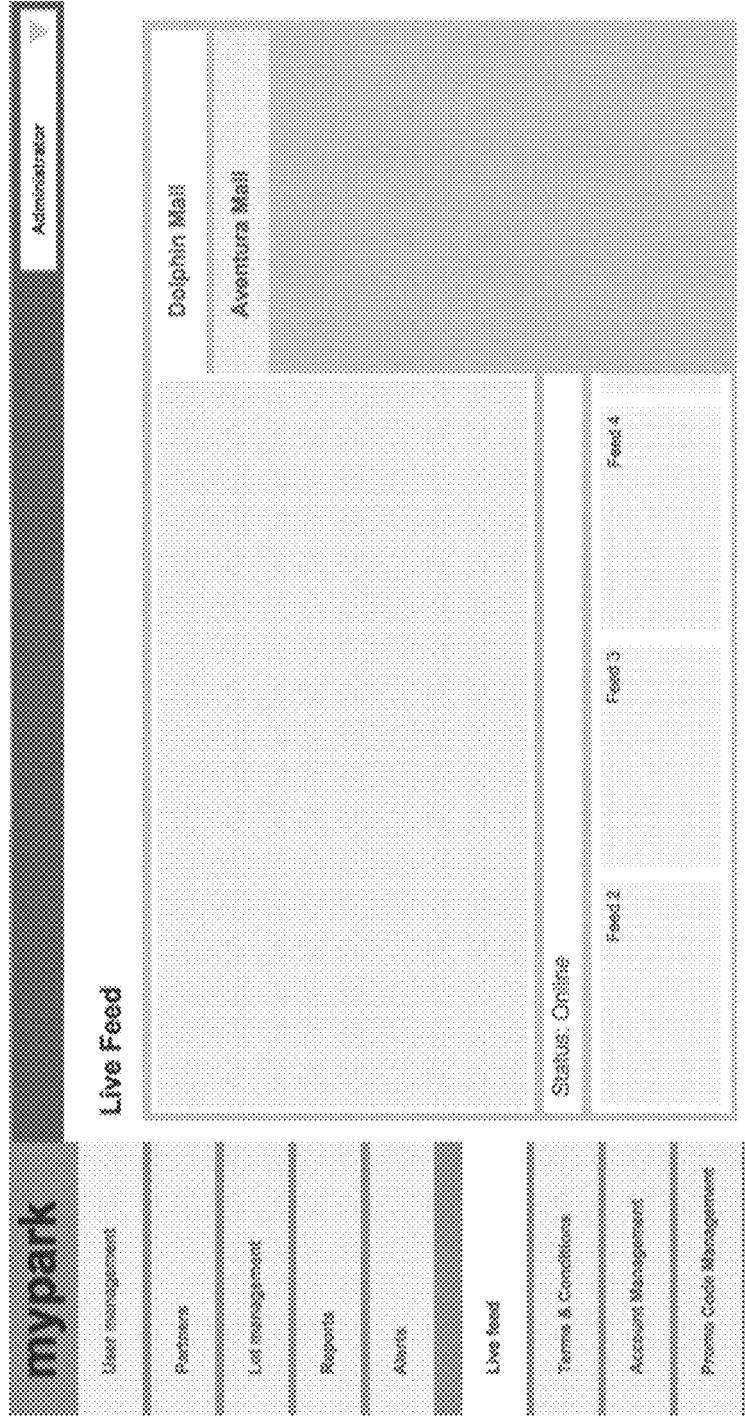 mypark
Administrator
User management
Partners
Lot management
Reports
Alerts
Live feed
Terms & Conditions
Account Management
Promo Code Management
Live Feed
Dolphin Mall
Aventura Mall
Status: Online
Feed 2
Feed 3
Feed 4